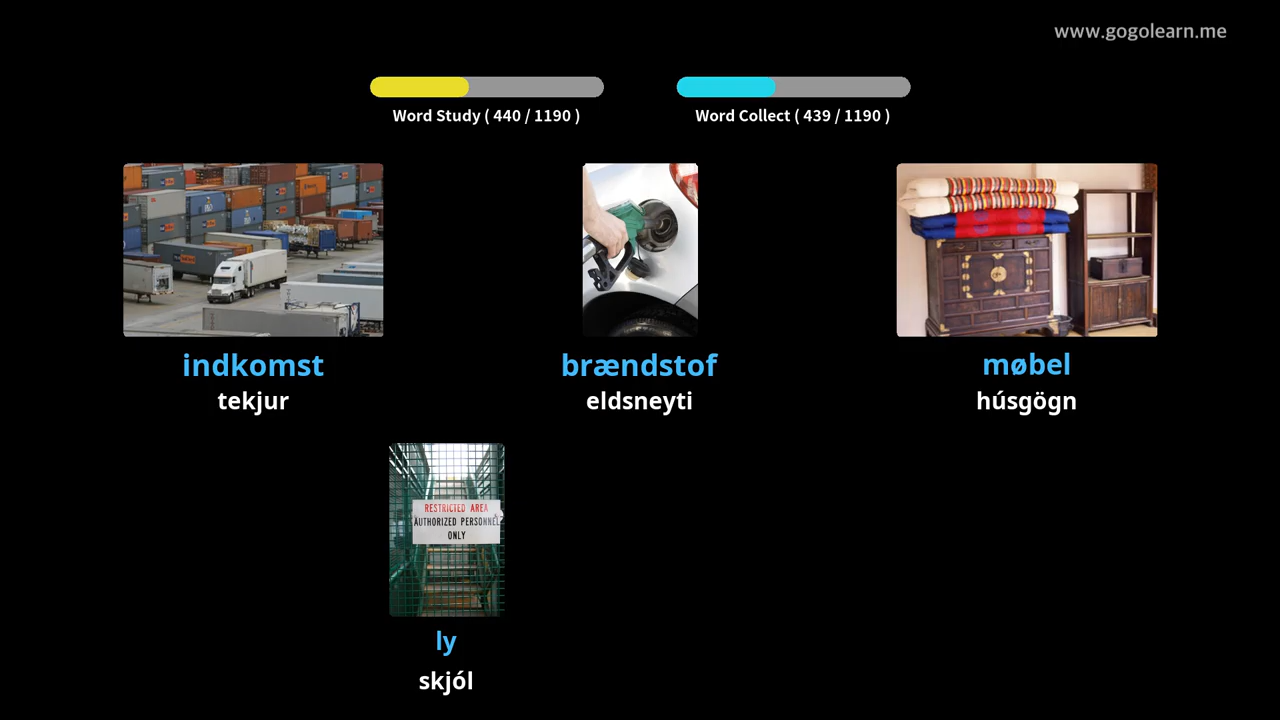 www.gogolearn.me
Word Study ( 440 / 1190 )
Word Collect ( 439 / 1190 )
indkomst
tekjur
brændstof
eldsneyti
møbel
húsgögn
RESTRICTED AREA
AUTHORIZED PERSONNEL
ONLY
ly
skjól